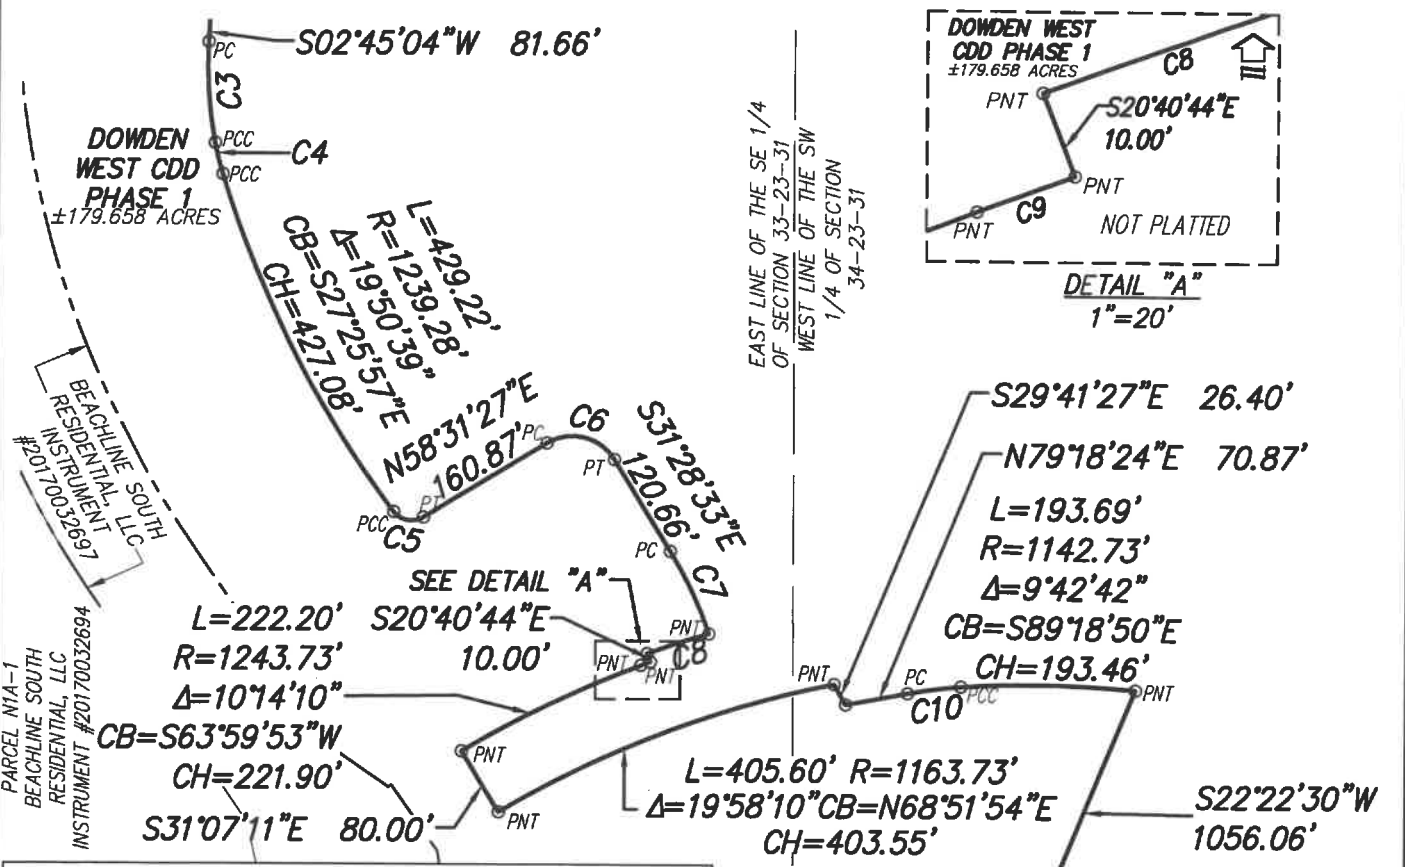 S02°45'04"W 81.66'
PC
C3
DOWDEN
WEST CDD
PHASE 1
±179.658 ACRES
PCC
C4
PCC
L=429.22'
R=1239.28'
Δ=19°50'39"
CB=S27°25'57"E
CH=427.08'
EAST LINE OF THE SE 1/4
OF SECTION 33-23-31
WEST LINE OF THE SW
1/4 OF SECTION
34-23-31
DOWDEN WEST
CDD PHASE 1
±179.658 ACRES
C8
PNT
S20°40'44"E
10.00'
PNT
C9
PNT
NOT PLATTED
DETAIL "A"
1"=20'
BEACHLINE SOUTH
RESIDENTIAL, LLC
INSTRUMENT
#20170032697
N58°31'27"E
160.87'
PC
C6
PT
S31°28'33"E
120.66'
PT
PCC
C5
PC
C7
S29°41'27"E 26.40'
N79°18'24"E 70.87'
L=193.69'
R=1142.73'
Δ=9°42'42"
CB=S89°18'50"E
CH=193.46'
SEE DETAIL "A"
S20°40'44"E
10.00'
PNT
C8
PNT
PNT
L=222.20'
R=1243.73'
Δ=10°14'10"
CB=S63°59'53"W
CH=221.90'
PARCEL N1A-1
BEACHLINE SOUTH
RESIDENTIAL, LLC
INSTRUMENT #20170032694
PNT
PC
PCC
C10
PNT
PNT
S31°07'11"E 80.00'
PNT
L=405.60' R=1163.73'
Δ=19°58'10"CB=N68°51'54"E
CH=403.55'
S22°22'30"W
1056.06'